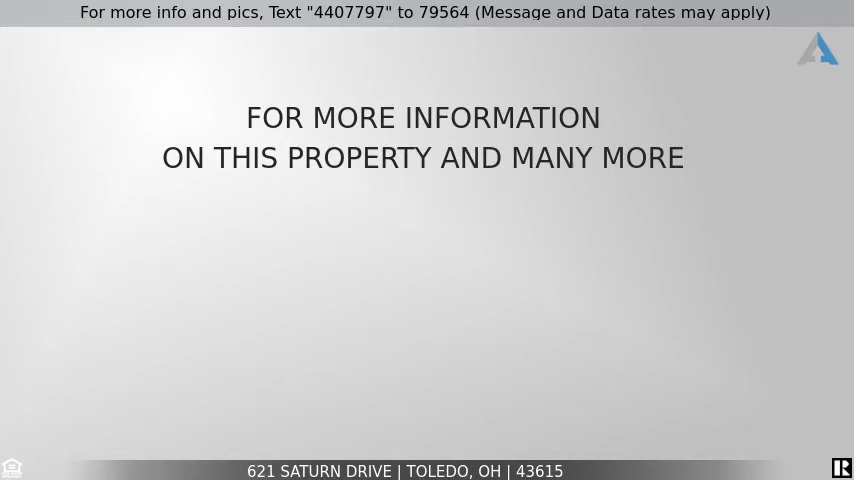 For more info and pics, Text "4407797" to 79564 (Message and Data rates may apply)
FOR MORE INFORMATION
ON THIS PROPERTY AND MANY MORE
621 SATURN DRIVE | TOLEDO, OH | 43615